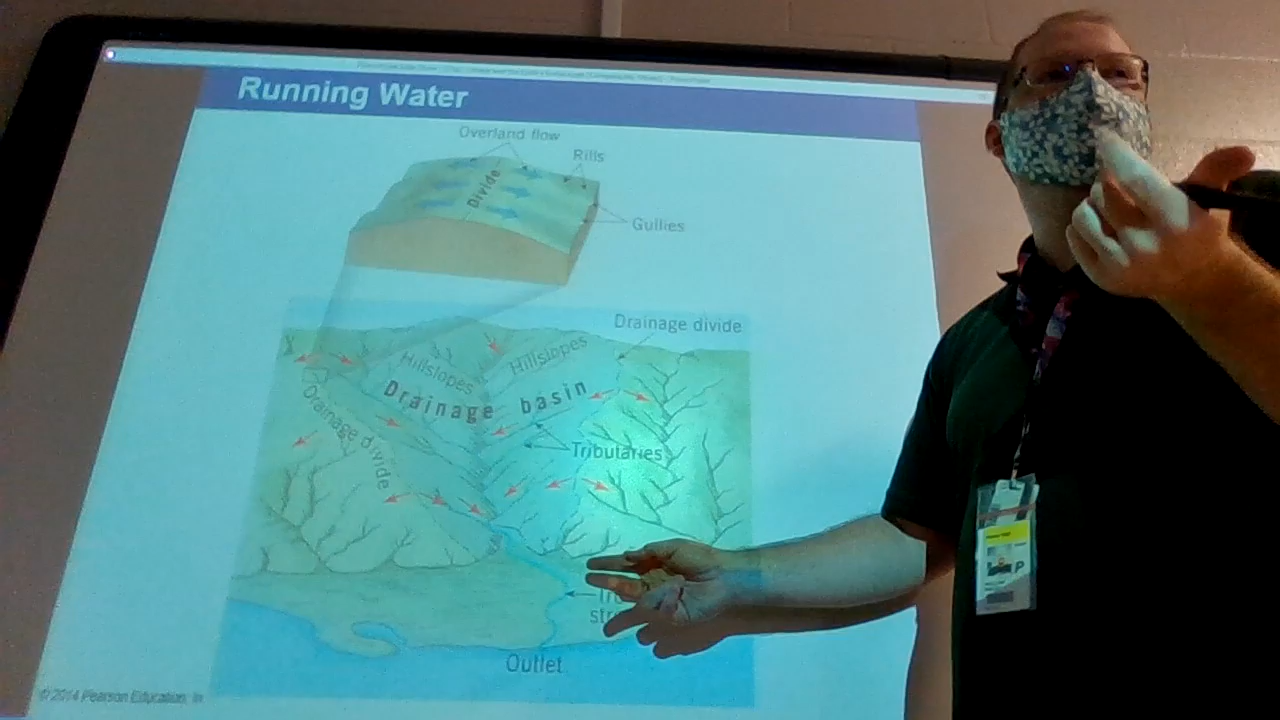 Running Water
Overland flow
Rills
Divide
Gullies
Drainage divide
Hillslopes
Hillslopes
Drainage basin
Drainage divide
Tributaries
Outlet
© 2014 Pearson Education, In